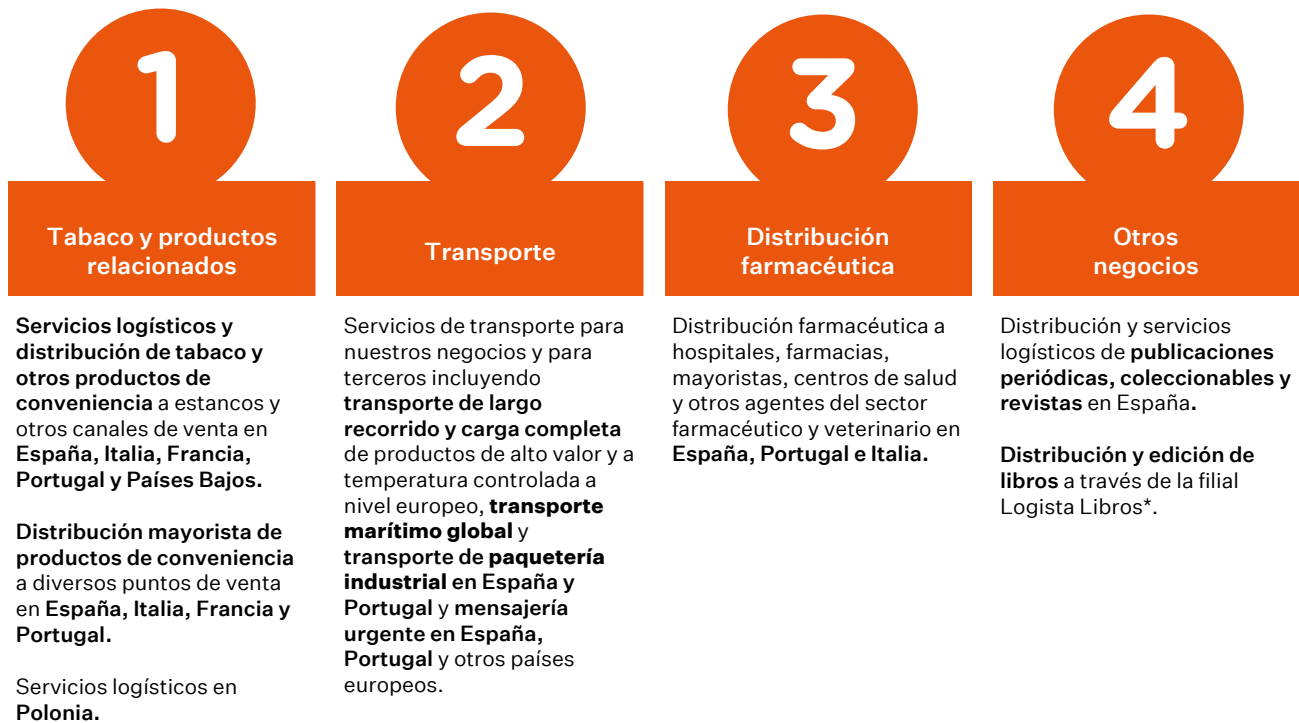 1
Tabaco y productos
relacionados
Servicios logísticos y
distribución de tabaco y
otros productos de
conveniencia a estancos y
otros canales de venta en
España, Italia, Francia,
Portugal y Países Bajos.
Distribución mayorista de
productos de conveniencia
a diversos puntos de venta
en España, Italia, Francia y
Portugal.
Servicios logísticos en
Polonia.
2
Transporte
Servicios de transporte para
nuestros negocios y para
terceros incluyendo
transporte de largo
recorrido y carga completa
de productos de alto valor y a
temperatura controlada a
nivel europeo, transporte
marítimo global y
transporte de paquetería
industrial en España y
Portugal y mensajería
urgente en España,
Portugal y otros países
europeos.
3
Distribución
farmacéutica
Distribución farmacéutica a
hospitales, farmacias,
mayoristas, centros de salud
y otros agentes del sector
farmacéutico y veterinario en
España, Portugal e Italia.
4
Otros
negocios
Distribución y servicios
logísticos de publicaciones
periódicas, coleccionables y
revistas en España.
Distribución y edición de
libros a través de la filial
Logista Libros*.